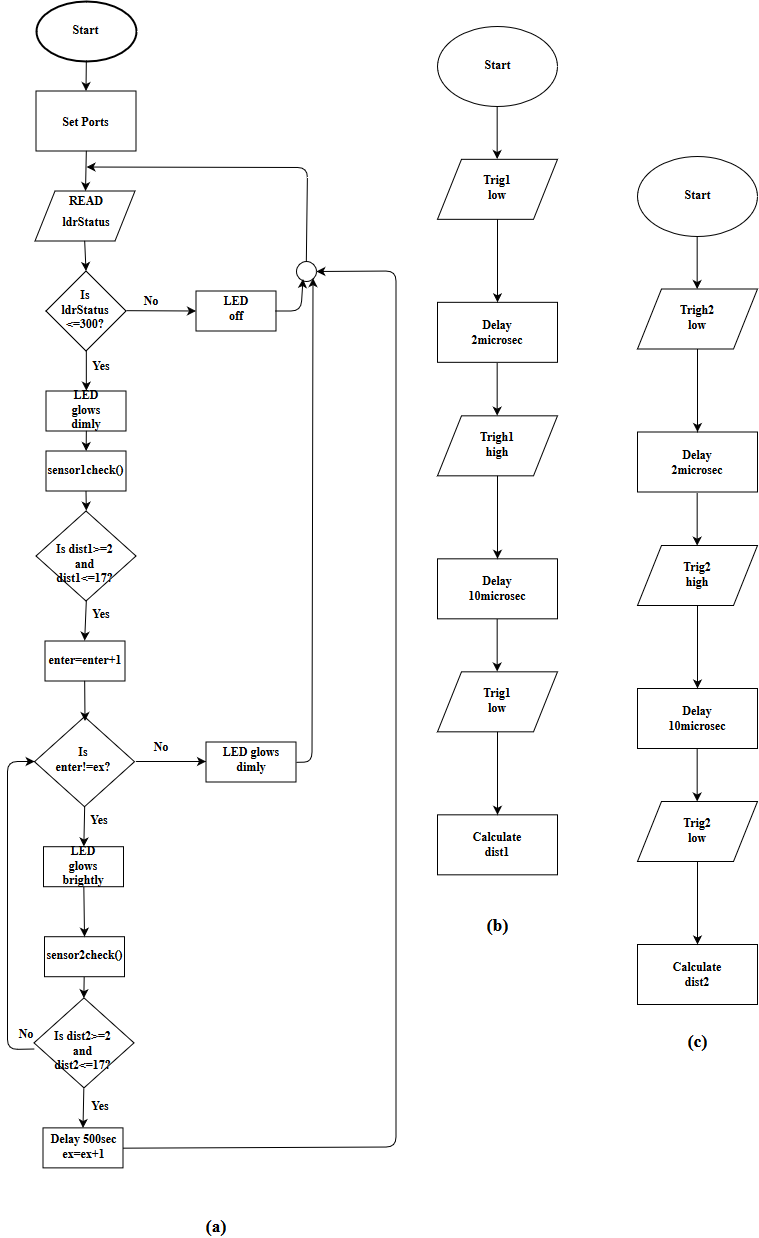 Start
Set Ports
READ
ldrStatus
Is
ldrStatus
<=300?
No
LED
off
Yes
LED
glows
dimly
sensor1check()
Is dist1>=2
and
dist1<=17?
Yes
enter=enter+1
Is
enter!=ex?
No
LED glows
dimly
Yes
LED
glows
brightly
sensor2check()
No
Is dist2>=2
and
dist2<=17?
Yes
Delay 500sec
ex=ex+1
(a)
Start
Trig1
low
Delay
2microsec
Trigh1
high
Delay
10microsec
Trig1
low
Calculate
dist1
(b)
Start
Trigh2
low
Delay
2microsec
Trig2
high
Delay
10microsec
Trig2
low
Calculate
dist2
(c)